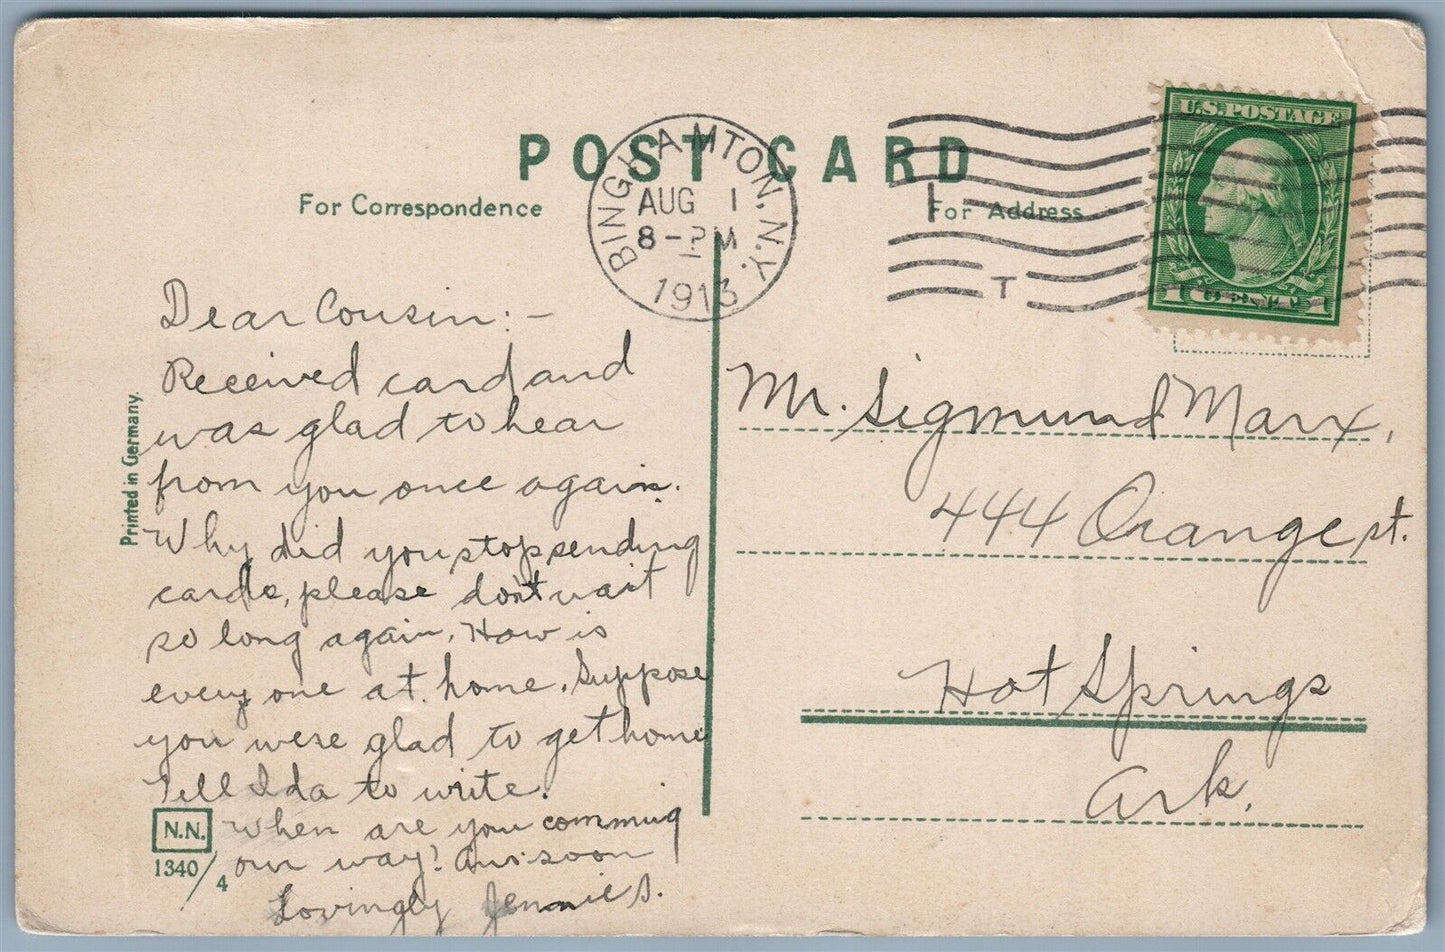 POST CARD
For Correspondence
For Address
BINGHAMTON, N.Y.
AUG 1
8-PM
1913
T
U.S. POSTAGE
1 CENT 1
Printed in Germany.
Dear Cousin:-
Received card and
was glad to hear
from you once again.
Why did you stop sending
cards, please don't wait
so long again. How is
every one at home. Suppose
you were glad to get home
Tell Ida to write.
When are you comming
our way? Ans. soon
Lovingly Jennie S.
N.N.
1340/4
Mr. Sigmund Marx,
444 Orange st.
Hot Springs
Ark.